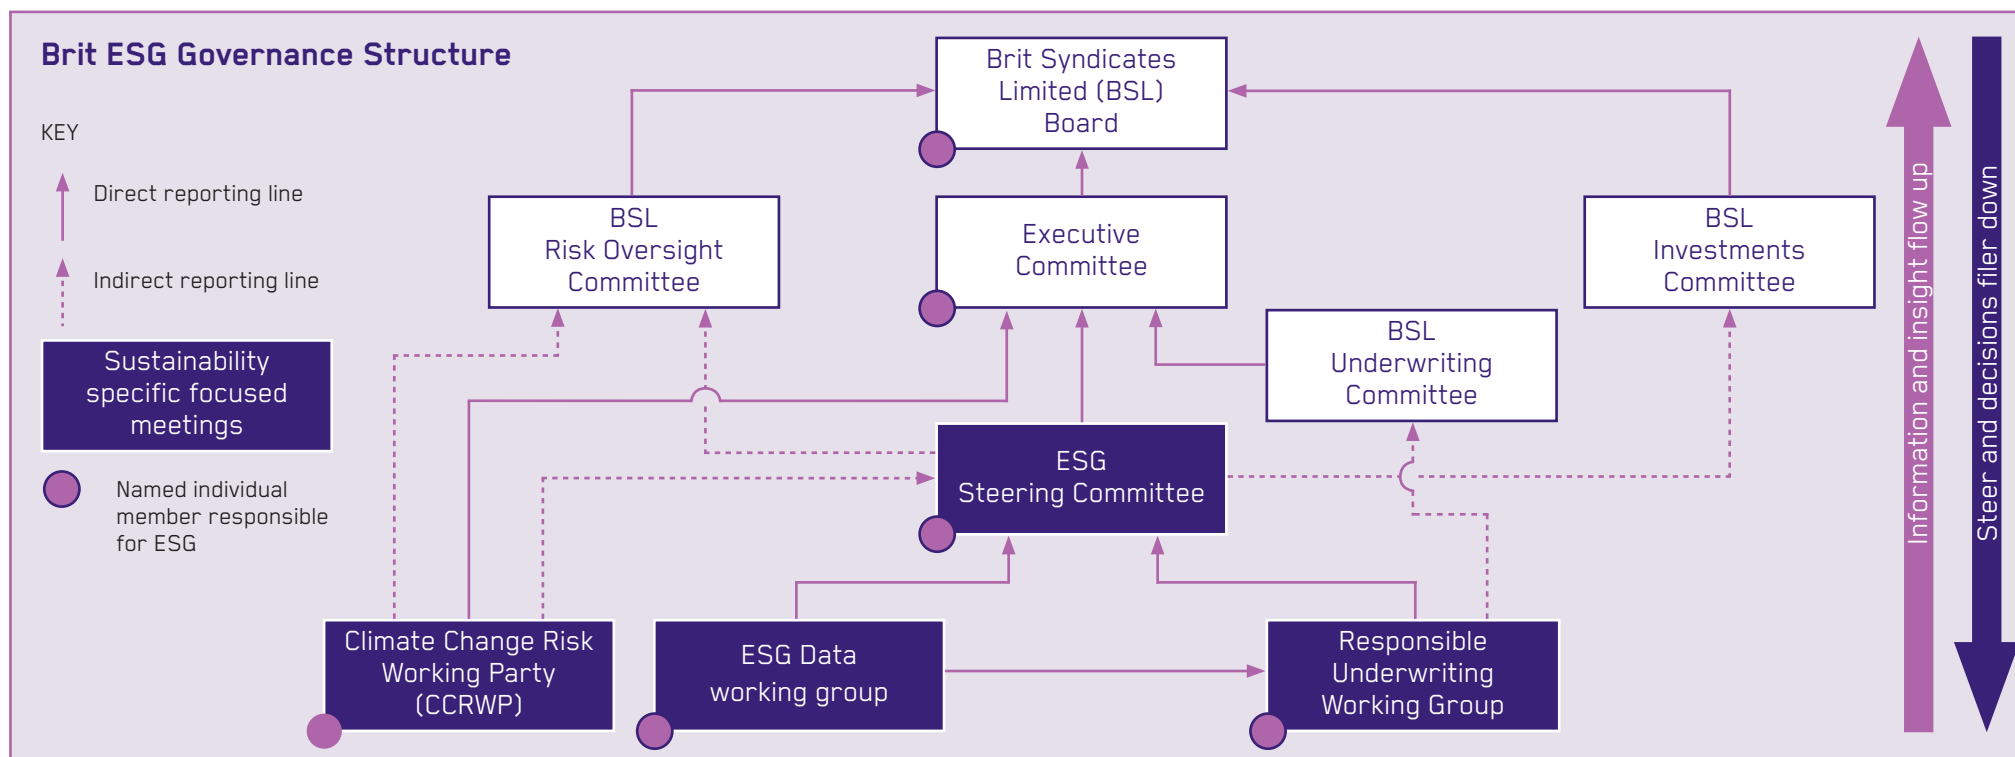 Brit ESG Governance Structure
KEY
Direct reporting line
Indirect reporting line
Sustainability
specific focused
meetings
Named individual
member responsible
for ESG
Brit Syndicates
Limited (BSL)
Board
BSL
Risk Oversight
Committee
Executive
Committee
BSL
Investments
Committee
BSL
Underwriting
Committee
ESG
Steering Committee
Climate Change Risk
Working Party
(CCRWP)
ESG Data
working group
Responsible
Underwriting
Working Group
Information and insight flow up
Steer and decisions filer down